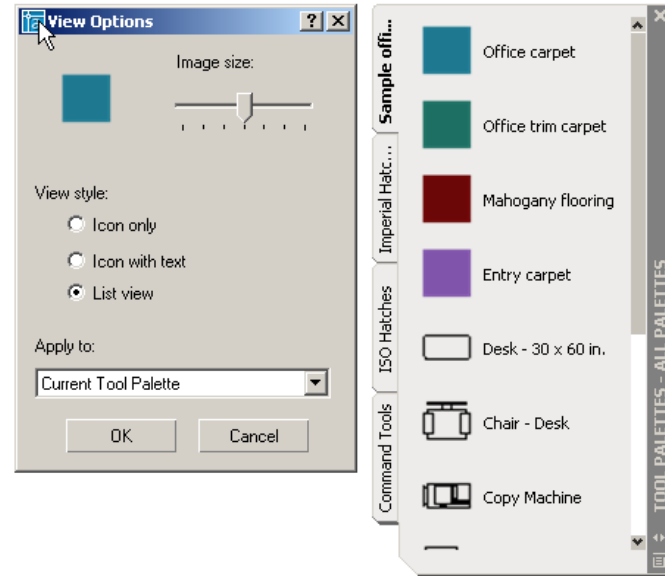 View Options
Image size:
View style:
Icon only
Icon with text
List view
Apply to:
Current Tool Palette
OK
Cancel
Sample offi...
Imperial Hatc...
ISO Hatches
Command Tools
Office carpet
Office trim carpet
Mahogany flooring
Entry carpet
Desk - 30 x 60 in.
Chair - Desk
Copy Machine
TOOL PALETTES - ALL PALETTES